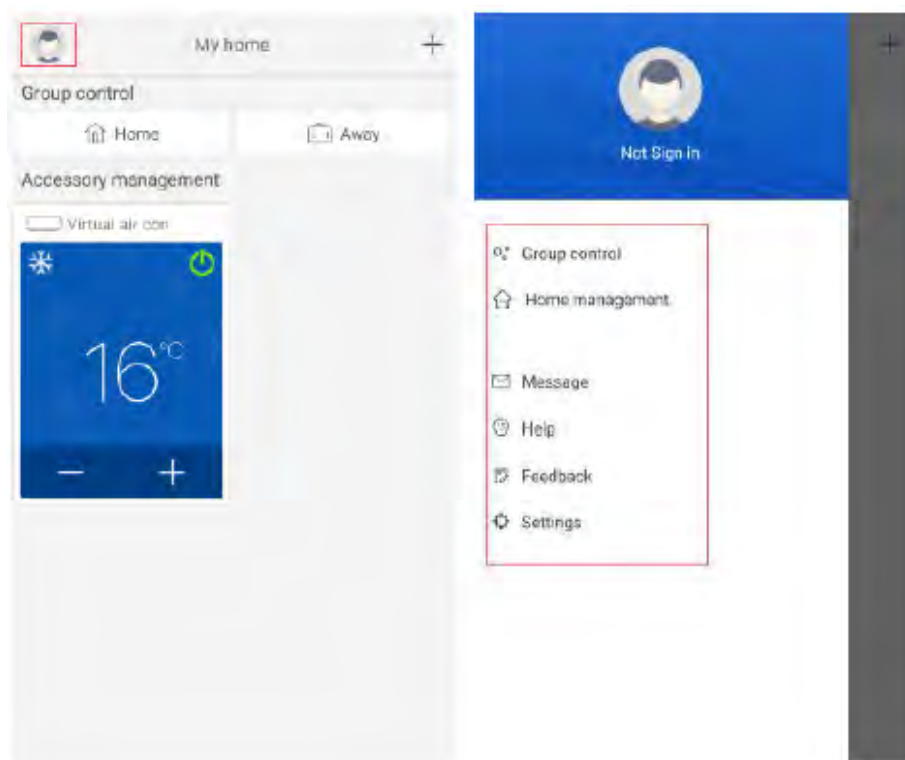 My home
+
Group control
Home
Away
Accessory management
Virtual air con
16°C
− +
Not Sign in
Group control
Home management
Message
Help
Feedback
Settings
+